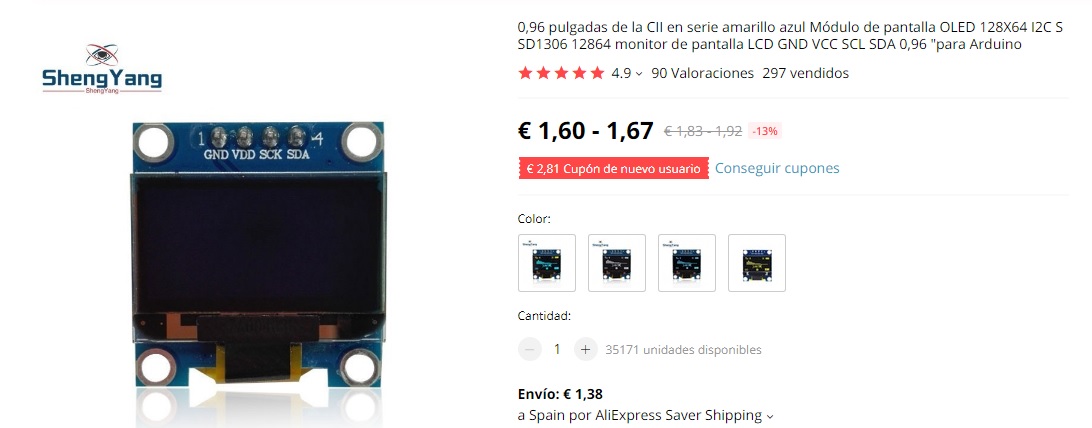 ShengYang
ShengYang
1 4
GND VDD SCK SDA
0,96 pulgadas de la CII en serie amarillo azul Módulo de pantalla OLED 128X64 I2C S
SD1306 12864 monitor de pantalla LCD GND VCC SCL SDA 0,96 "para Arduino
4.9 90 Valoraciones 297 vendidos
€ 1,60 - 1,67 € 1,83 - 1,92 -13%
€ 2,81 Cupón de nuevo usuario Conseguir cupones
Color:
Cantidad:
1 35171 unidades disponibles
Envío: € 1,38
a Spain por AliExpress Saver Shipping